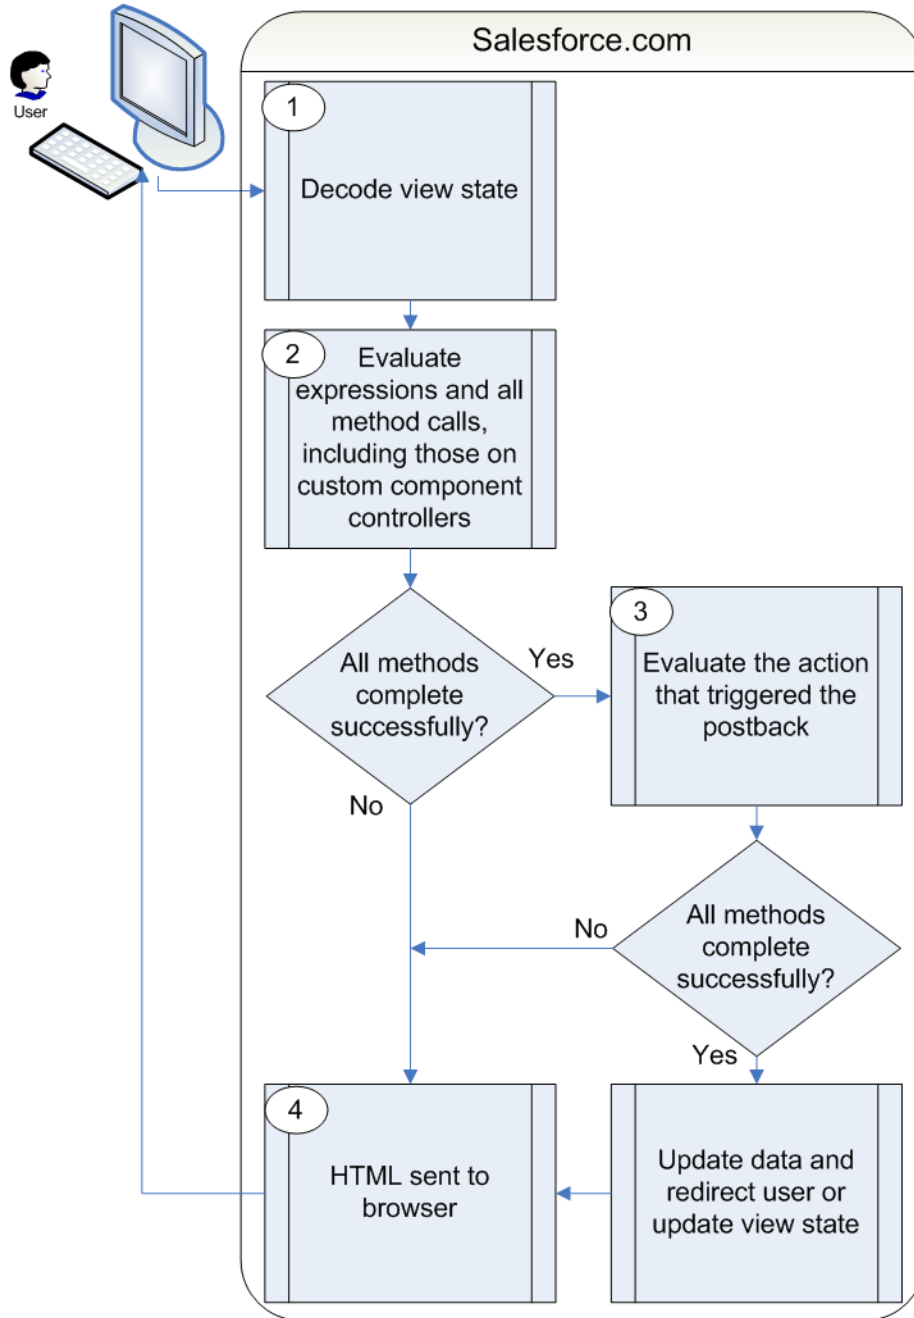 Salesforce.com
User
1
Decode view state
2
Evaluate
expressions and all
method calls,
including those on
custom component
controllers
All methods
complete
successfully?
Yes
No
3
Evaluate the action
that triggered the
postback
All methods
complete
successfully?
No
Yes
4
HTML sent to
browser
Update data and
redirect user or
update view state